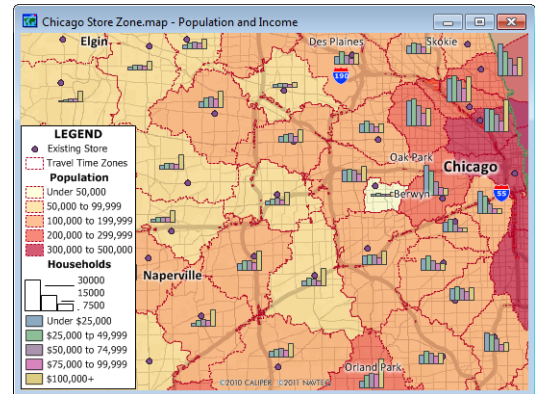 Chicago Store Zone.map - Population and Income
Elgin
Des Plaines
Skokie
190
Oak Park
Chicago
Berwyn
55
Naperville
Orland Park
LEGEND
Existing Store
Travel Time Zones
Population
Under 50,000
50,000 to 99,999
100,000 to 199,999
200,000 to 299,999
300,000 to 500,000
Households
30000
15000
7500
Under $25,000
$25,000 tp 49,999
$50,000 to 74,999
$75,000 to 99,999
$100,000+
©2010 CALIPER ©2011 NAVTEQ